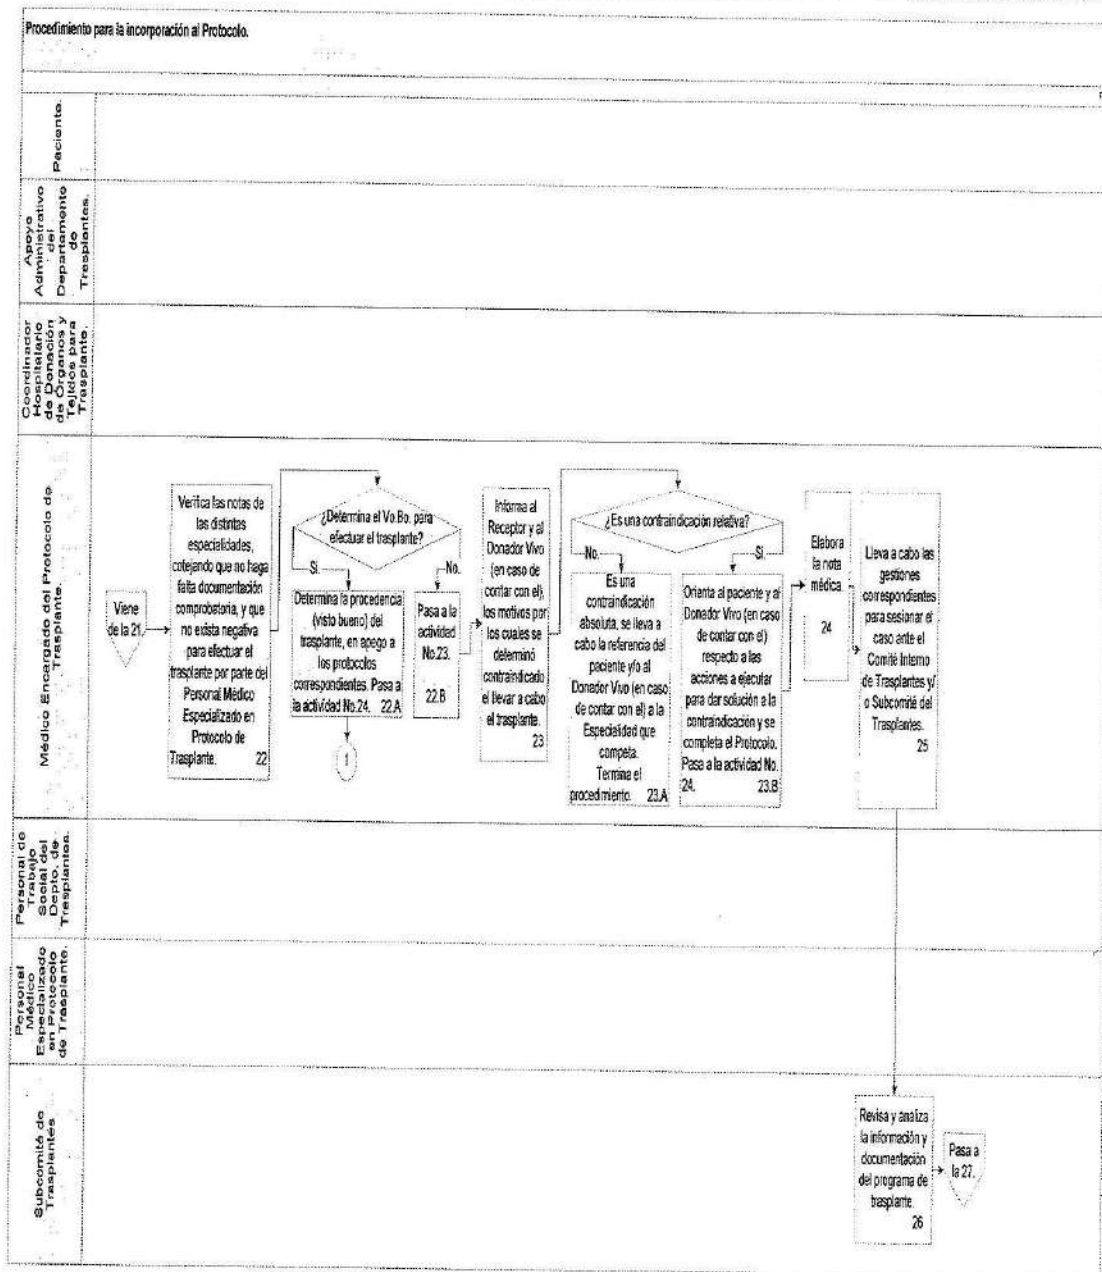 Procedimiento para la incorporación al Protocolo.
Paciente.
Apoyo
Administrativo
del
Departamento
de
Trasplantes.
Coordinador
Hospitalario
de Donación
de Órganos y
Tejidos para
Trasplante.
Médico Encargado del Protocolo de
Trasplante.
Viene
de la 21.
Verifica las notas de
las distintas
especialidades,
cotejando que no haga
falta documentación
comprobatoria, y que
no exista negativa
para efectuar el
trasplante por parte del
Personal Médico
Especializado en
Protocolo de
Trasplante. 22
¿Determina el Vo.Bo. para
efectuar el trasplante?
Si.
No.
Determina la procedencia
(visto bueno) del
trasplante, en apego a
los protocolos
correspondientes. Pasa a
la actividad No.24. 22.A
1
Pasa a la
actividad
No.23.
22.B
Informa al
Receptor y al
Donador Vivo
(en caso de
contar con el),
los motivos por
los cuales se
determinó
contraindicado
el llevar a cabo
el trasplante.
23
¿Es una contraindicación relativa?
No.
Si.
Es una
contraindicación
absoluta, se lleva a
cabo la referencia del
paciente y/o al
Donador Vivo (en caso
de contar con el) a la
Especialidad que
competa.
Termina el
procedimiento. 23.A
Orienta al paciente y al
Donador Vivo (en caso
de contar con el)
respecto a las
acciones a ejecutar
para dar solución a la
contraindicación y se
completa el Protocolo.
Pasa a la actividad No.
24. 23.B
Elabora
la nota
médica.
24
Lleva a cabo las
gestiones
correspondientes
para sesionar el
caso ante el
Comité Interno
de Trasplantes y/
o Subcomité del
Trasplantes.
25
Personal de
Trabajo
Social del
Depto. de
Trasplantes.
Personal
Médico
Especializado
en Protocolo
de Trasplante.
Subcomité de
Trasplantes
Revisa y analiza
la información y
documentación
del programa de
trasplante.
26
Pasa a
la 27.